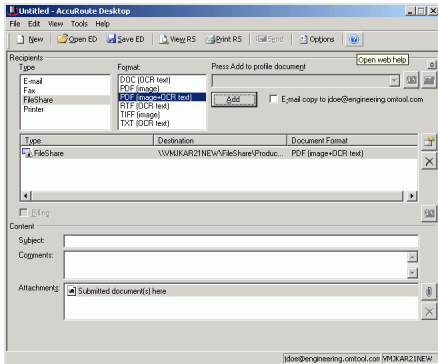 Untitled - AccuRoute Desktop
File Edit View Tools Help
New Open ED Save ED View RS Print RS Send Options
Open web help
Recipients
Type Format Press Add to profile document
E-mail
Fax
FileShare
Printer
DOC (OCR text)
PDF (image)
PDF (image+OCR text)
RTF (OCR text)
TIFF (image)
TXT (OCR text)
Add E-mail copy to jdoe@engineering.omtool.com
Type Destination Document Format
FileShare \\VMJKAR21NEW\FileShare\Produc... PDF (image+OCR text)
Billing
Content
Subject:
Comments:
Attachments: Submitted document(s) here
jdoe@engineering.omtool.com VMJKAR21NEW